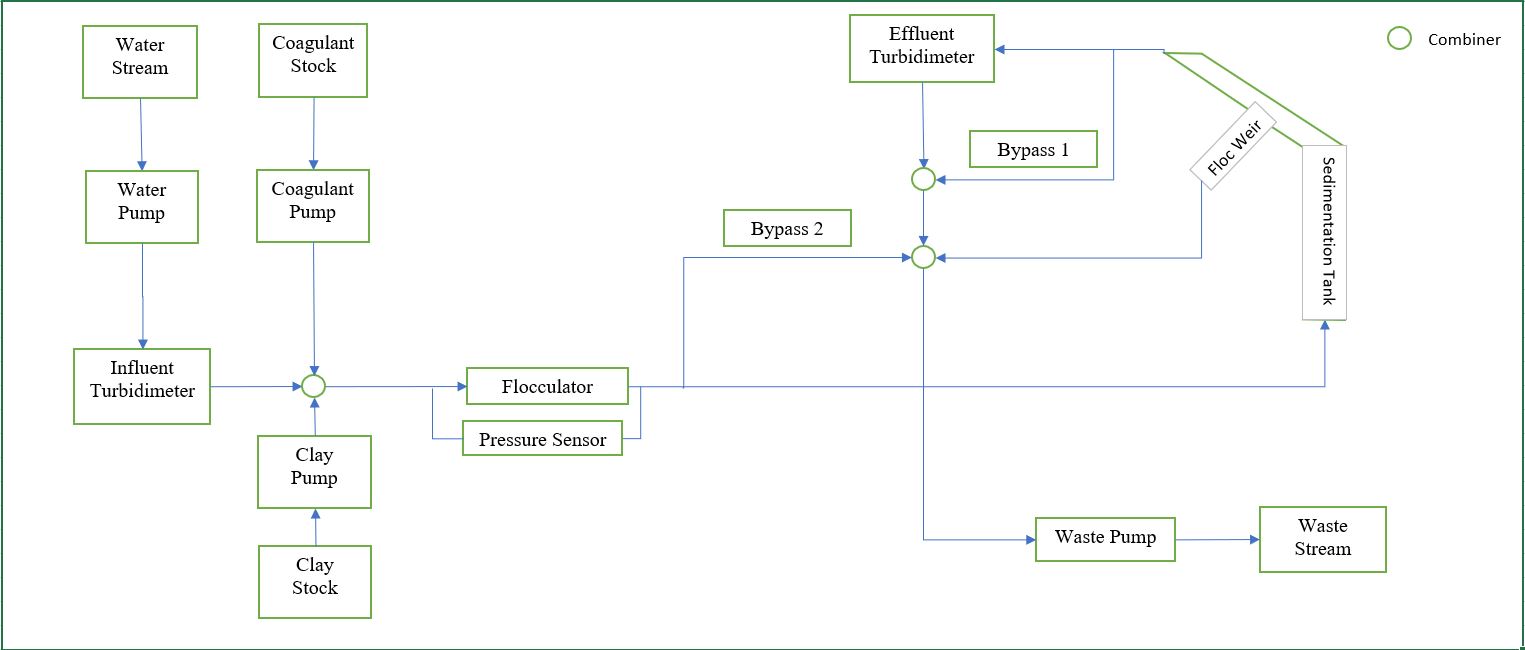 Water
Stream
Coagulant
Stock
Effluent
Turbidimeter
Combiner
Floc Weir
Bypass 1
Sedimentation Tank
Water
Pump
Coagulant
Pump
Bypass 2
Influent
Turbidimeter
Flocculator
Pressure Sensor
Clay
Pump
Waste Pump
Waste
Stream
Clay
Stock